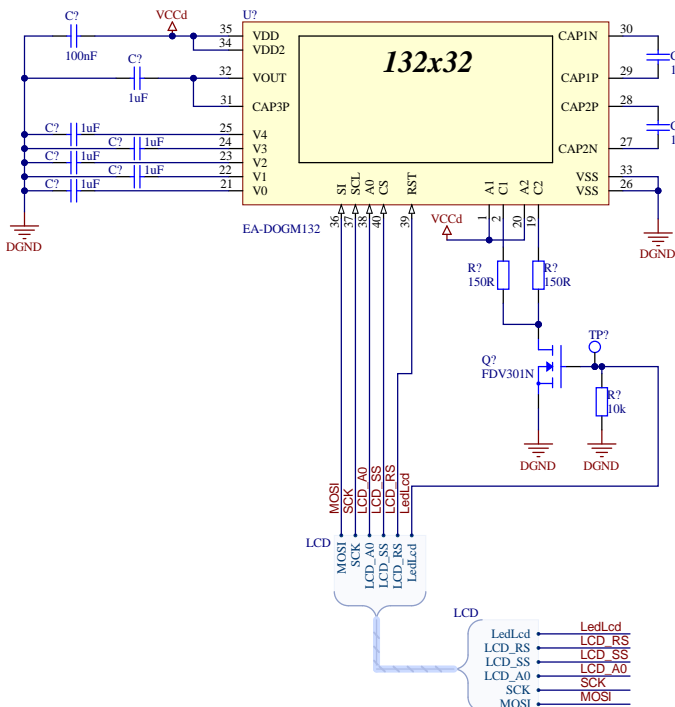 C?
100nF
VCCd
U?
35 VDD
34 VDD2
32 VOUT
31 CAP3P
C?
1uF
C? 1uF 25 V4
C? 1uF 24 V3
C? 1uF 23 V2
C? 1uF 22 V1
C? 1uF 21 V0
132x32
CAP1N 30
CAP1P 29
CAP2P 28
CAP2N 27
VSS 33
VSS 26
C
1
C
1
DGND
DGND
EA-DOGM132
SI SCL A0 CS RST
36 37 38 40 39
A1 C1 A2 C2
1 2 20 19
VCCd
R?
150R
R?
150R
Q?
FDV301N
TP?
R?
10k
DGND
DGND
MOSI
SCK
LCD_A0
LCD_SS
LCD_RS
LedLcd
LCD
MOSI
SCK
LCD_A0
LCD_SS
LCD_RS
LedLcd
LCD
LedLcd LedLcd
LCD_RS LCD_RS
LCD_SS LCD_SS
LCD_A0 LCD_A0
SCK SCK
MOSI MOSI